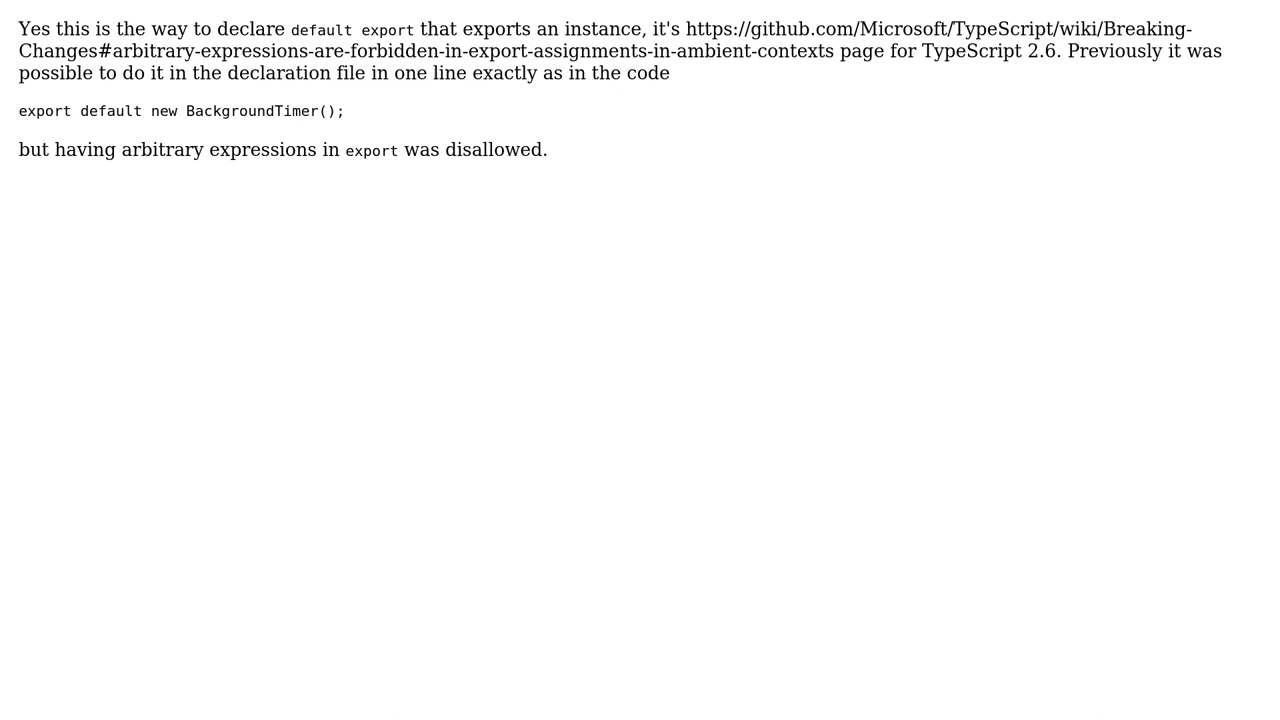 Yes this is the way to declare default export that exports an instance, it's https://github.com/Microsoft/TypeScript/wiki/Breaking-
Changes#arbitrary-expressions-are-forbidden-in-export-assignments-in-ambient-contexts page for TypeScript 2.6. Previously it was
possible to do it in the declaration file in one line exactly as in the code
export default new BackgroundTimer();
but having arbitrary expressions in export was disallowed.